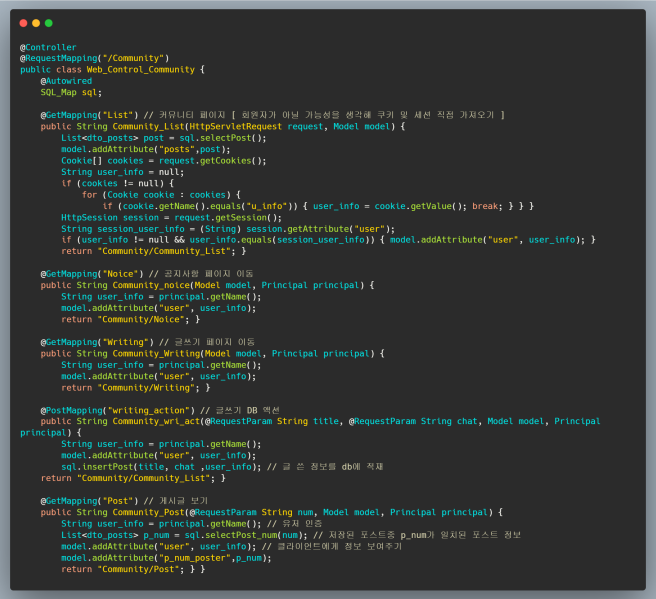 @Controller
@RequestMapping("/Community")
public class Web_Control_Community {
    @Autowired
    SQL_Map sql;

    @GetMapping("List") // 커뮤니티 페이지 [ 회원자가 아닐 가능성을 생각해 쿠키 및 세션 직접 가져오기 ]
    public String Community_List(HttpServletRequest request, Model model) {
        List<dto_posts> post = sql.selectPost();
        model.addAttribute("posts",post);
        Cookie[] cookies = request.getCookies();
        String user_info = null;
        if (cookies != null) {
            for (Cookie cookie : cookies) {
                if (cookie.getName().equals("u_info")) { user_info = cookie.getValue(); break; } } }
        HttpSession session = request.getSession();
        String session_user_info = (String) session.getAttribute("user");
        if (user_info != null && user_info.equals(session_user_info)) { model.addAttribute("user", user_info); }
        return "Community/Community_List"; }

    @GetMapping("Noice") // 공지사항 페이지 이동
    public String Community_noice(Model model, Principal principal) {
        String user_info = principal.getName();
        model.addAttribute("user", user_info);
        return "Community/Noice"; }

    @GetMapping("Writing") // 글쓰기 페이지 이동
    public String Community_Writing(Model model, Principal principal) {
        String user_info = principal.getName();
        model.addAttribute("user", user_info);
        return "Community/Writing"; }

    @PostMapping("writing_action") // 글쓰기 DB 액션
    public String Community_wri_act(@RequestParam String title, @RequestParam String chat, Model model, Principal
principal) {
        String user_info = principal.getName();
        model.addAttribute("user", user_info);
        sql.insertPost(title, chat ,user_info); // 글 쓴 정보를 db에 적재
    return "Community/Community_List"; }

    @GetMapping("Post") // 게시글 보기
    public String Community_Post(@RequestParam String num, Model model, Principal principal) {
        String user_info = principal.getName(); // 유저 인증
        List<dto_posts> p_num = sql.selectPost_num(num); // 저장된 포스트중 p_num가 일치된 포스트 정보
        model.addAttribute("user", user_info); // 클라이언트에게 정보 보여주기
        model.addAttribute("p_num_poster",p_num);
        return "Community/Post"; } }